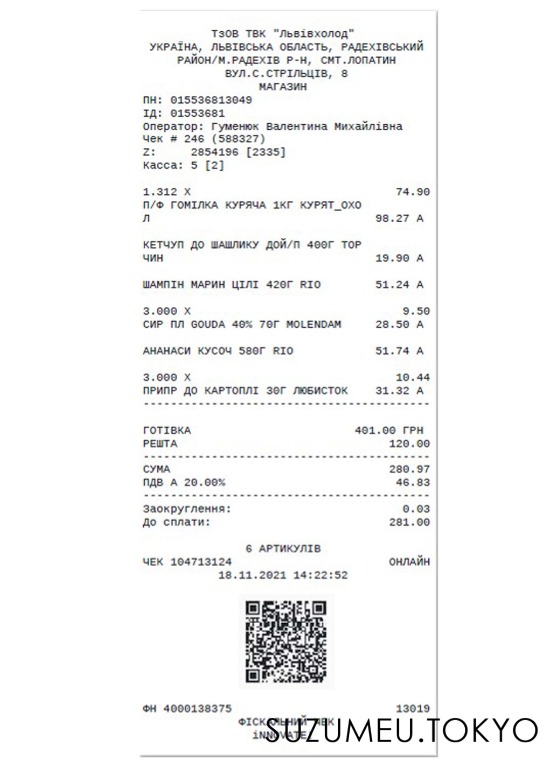 ТзОВ ТВК "Львівхолод"
УКРАЇНА, ЛЬВІВСЬКА ОБЛАСТЬ, РАДЕХІВСЬКИЙ
РАЙОН/М.РАДЕХІВ Р-Н, СМТ.ЛОПАТИН
ВУЛ.С.СТРІЛЬЦІВ, 8
МАГАЗИН
ПН: 015536813049
ІД: 01553681
Оператор: Гуменюк Валентина Михайлівна
Чек # 246 (588327)
Z: 2854196 [2335]
Касса: 5 [2]
1.312 X 74.90
П/Ф ГОМІЛКА КУРЯЧА 1КГ КУРЯТ_ОХО
Л 98.27 А
КЕТЧУП ДО ШАШЛИКУ ДОЙ/П 400Г ТОР
ЧИН 19.90 А
ШАМПІН МАРИН ЦІЛІ 420Г RIO 51.24 А
3.000 X 9.50
СИР ПЛ GOUDA 40% 70Г MOLENDAM 28.50 А
АНАНАСИ КУСОЧ 580Г RIO 51.74 А
3.000 X 10.44
ПРИПР ДО КАРТОПЛІ 30Г ЛЮБИСТОК 31.32 А
ГОТІВКА 401.00 ГРН
РЕШТА 120.00
СУМА 280.97
ПДВ А 20.00% 46.83
Заокруглення: 0.03
До сплати: 281.00
6 АРТИКУЛІВ
ЧЕК 104713124 ОНЛАЙН
18.11.2021 14:22:52
ФН 4000138375 13019
ФІСКАЛЬНИЙ ЧЕК
iNNOVATE
SUZUMEU.TOKYO